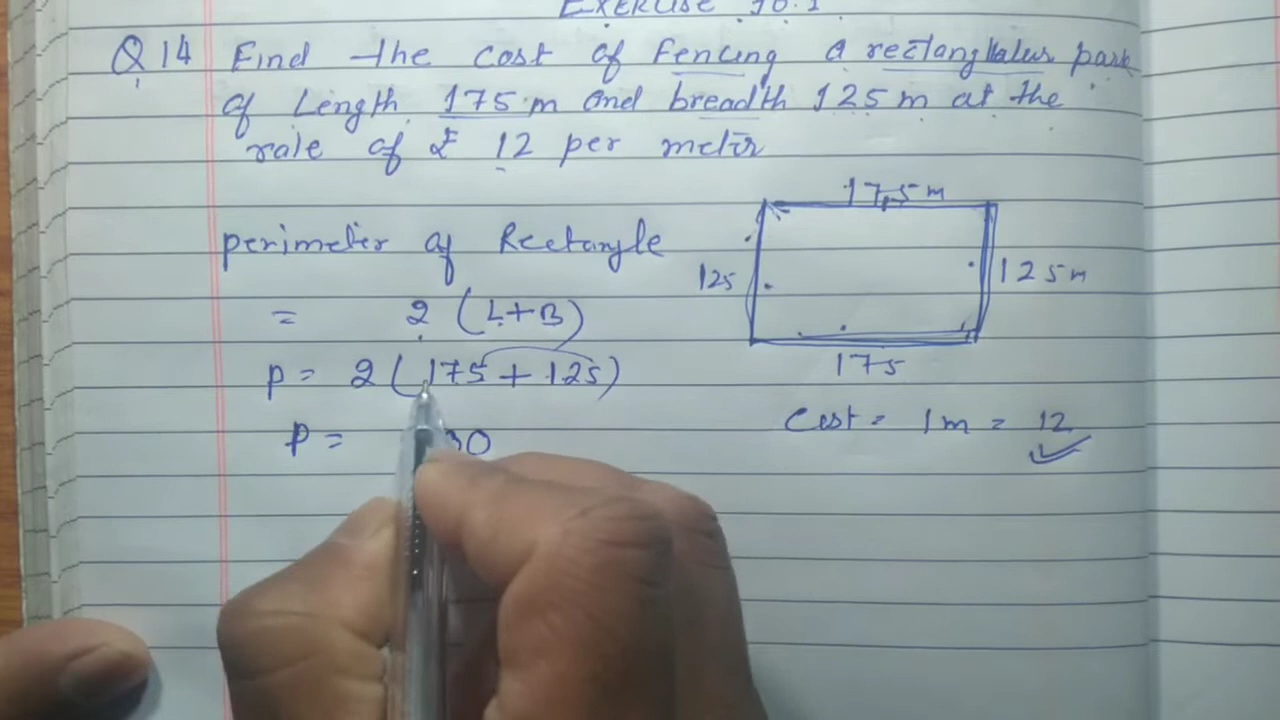 EXERCISE 10.1
Q 14 Find the cost of Fencing a rectangular park
of Length 175 m and breadth 125 m at the
rate of ₹ 12 per meter
175 m
perimeter of Rectangle
125
125 m
= 2 (L+B)
P = 2 (175 + 125)
175
Cost = 1m = 12
P =